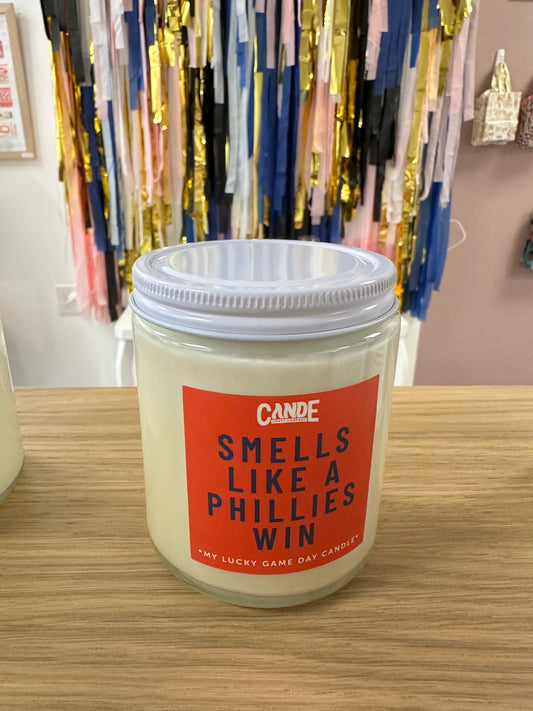 CANDE
SMELLS
LIKE A
PHILLIES
WIN
*MY LUCKY GAME DAY CANDLE*